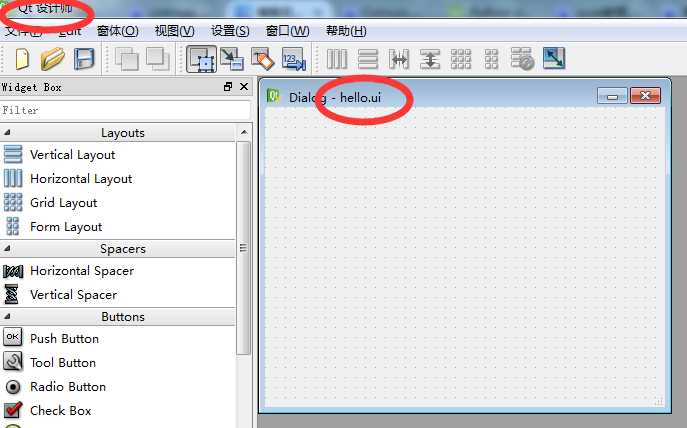 Qt 设计师
文件(F) Edit 窗体(O) 视图(V) 设置(S) 窗口(W) 帮助(H)
123
Widget Box
Filter
Layouts
Vertical Layout
Horizontal Layout
Grid Layout
Form Layout
Spacers
Horizontal Spacer
Vertical Spacer
Buttons
OK Push Button
Tool Button
Radio Button
Check Box
Dialog - hello.ui